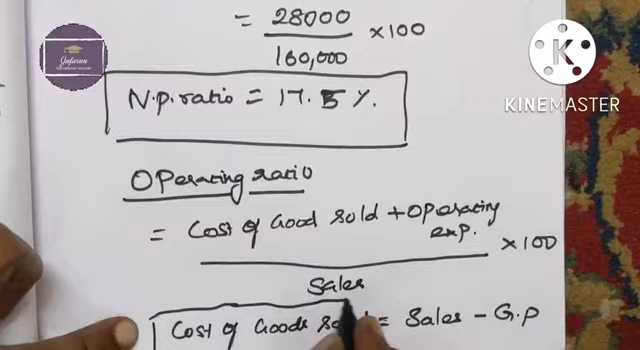 = 28000 / 160,000 × 100
N.p. ratio = 17.5 %.
Operating ratio
= Cost of Good sold + Operating exp. / Sales × 100
Cost of Goods sold = Sales - G.P
KINEMASTER